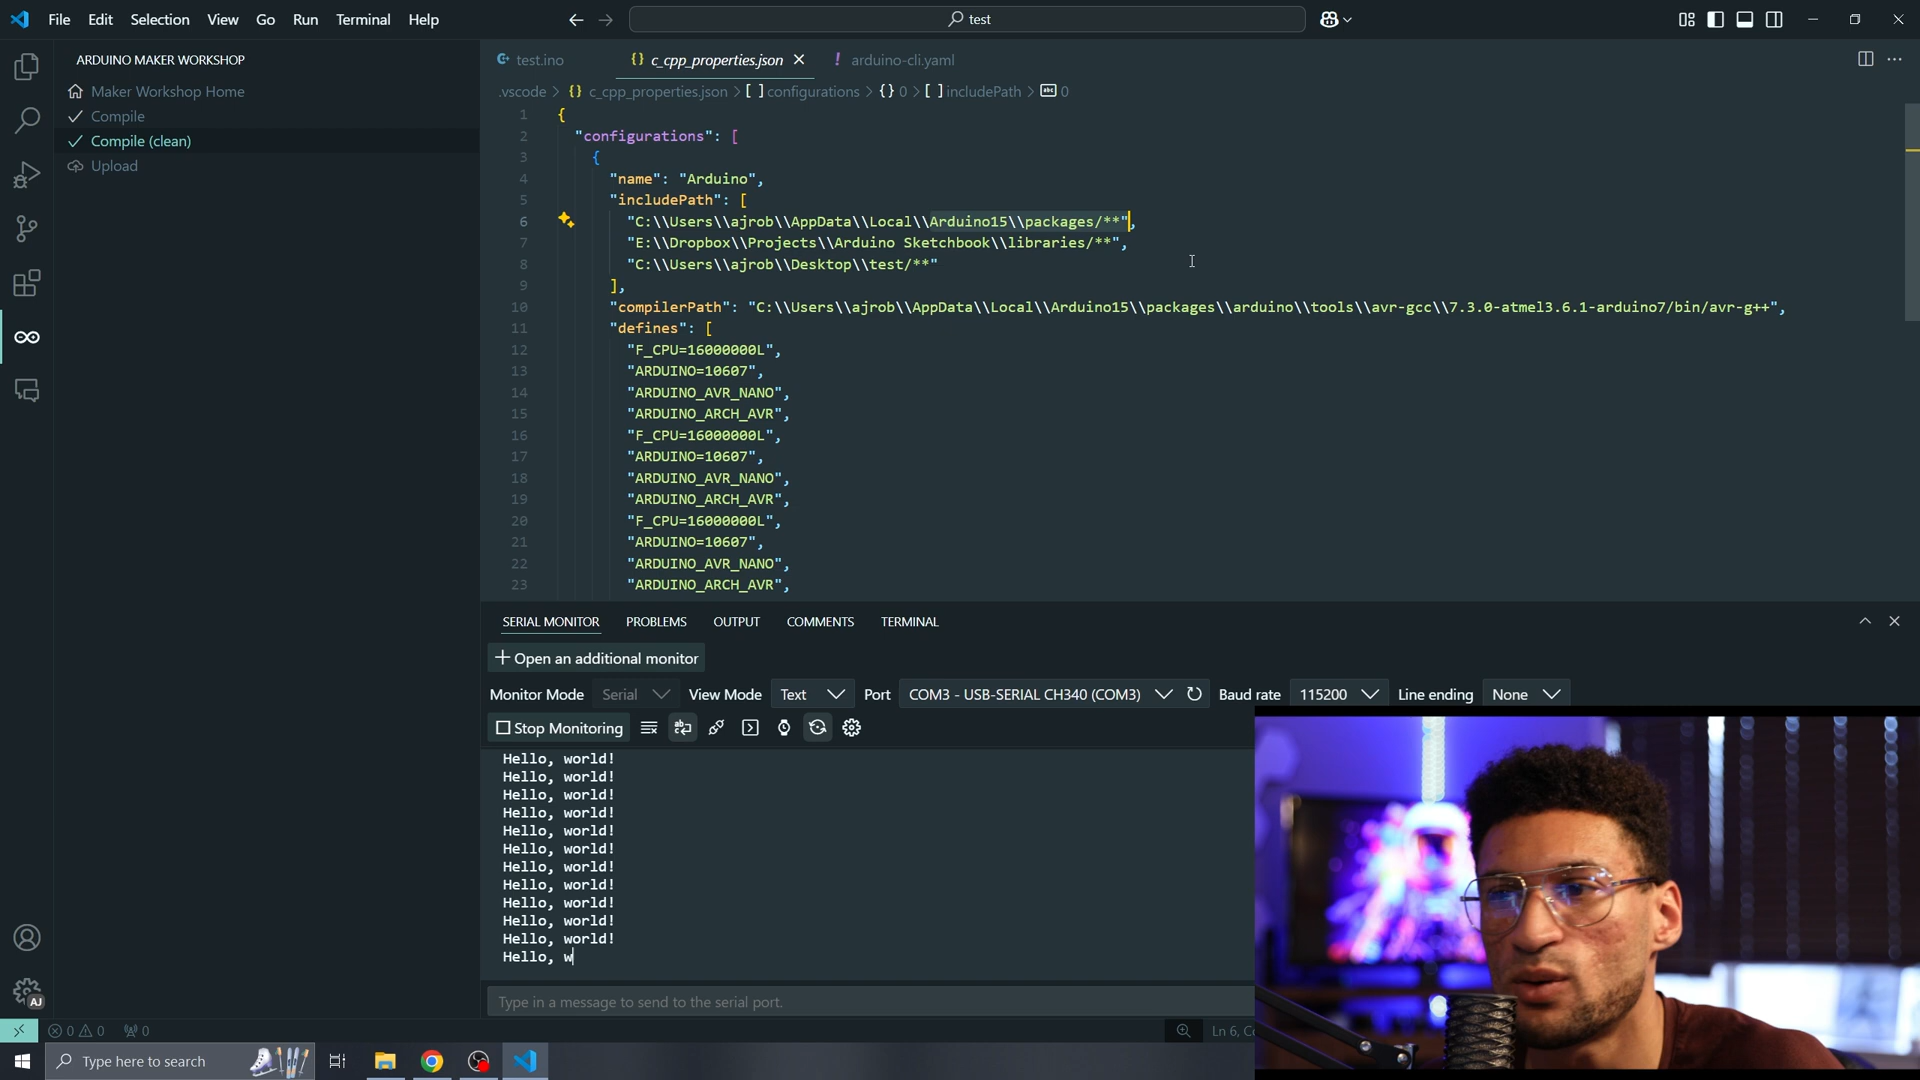 File Edit Selection View Go Run Terminal Help
test
ARDUINO MAKER WORKSHOP
Maker Workshop Home
Compile
Compile (clean)
Upload
test.ino
{} c_cpp_properties.json
! arduino-cli.yaml
.vscode > {} c_cpp_properties.json > [ ] configurations > {} 0 > [ ] includePath > abc 0
1 {
2 "configurations": [
3 {
4 "name": "Arduino",
5 "includePath": [
6 "C:\\Users\\ajrob\\AppData\\Local\\Arduino15\\packages/**",
7 "E:\\Dropbox\\Projects\\Arduino Sketchbook\\libraries/**",
8 "C:\\Users\\ajrob\\Desktop\\test/**"
9 ],
10 "compilerPath": "C:\\Users\\ajrob\\AppData\\Local\\Arduino15\\packages\\arduino\\tools\\avr-gcc\\7.3.0-atmel3.6.1-arduino7/bin/avr-g++",
11 "defines": [
12 "F_CPU=16000000L",
13 "ARDUINO=10607",
14 "ARDUINO_AVR_NANO",
15 "ARDUINO_ARCH_AVR",
16 "F_CPU=16000000L",
17 "ARDUINO=10607",
18 "ARDUINO_AVR_NANO",
19 "ARDUINO_ARCH_AVR",
20 "F_CPU=16000000L",
21 "ARDUINO=10607",
22 "ARDUINO_AVR_NANO",
23 "ARDUINO_ARCH_AVR",
SERIAL MONITOR PROBLEMS OUTPUT COMMENTS TERMINAL
Open an additional monitor
Monitor Mode Serial View Mode Text Port COM3 - USB-SERIAL CH340 (COM3) Baud rate 115200 Line ending None
Stop Monitoring
Hello, world!
Hello, world!
Hello, world!
Hello, world!
Hello, world!
Hello, world!
Hello, world!
Hello, world!
Hello, world!
Hello, world!
Hello, world!
Hello, w
Type in a message to send to the serial port.
AJ
0 0 0
Ln 6, Co
Type here to search